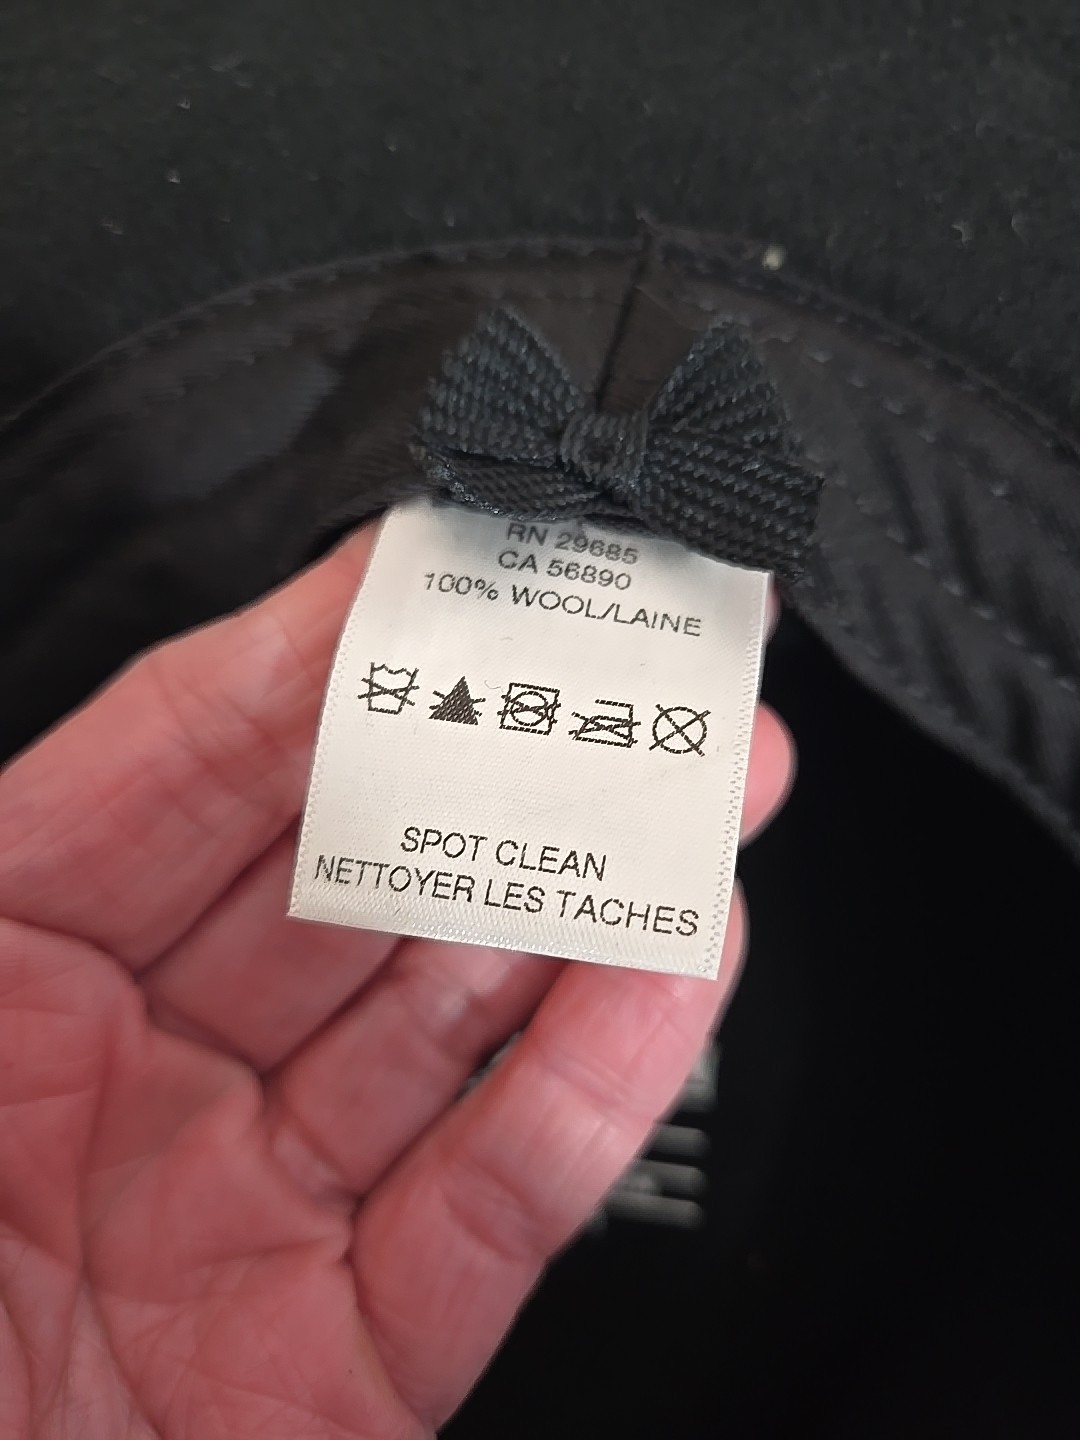 RN 29685
CA 56890
100% WOOL/LAINE
SPOT CLEAN
NETTOYER LES TACHES